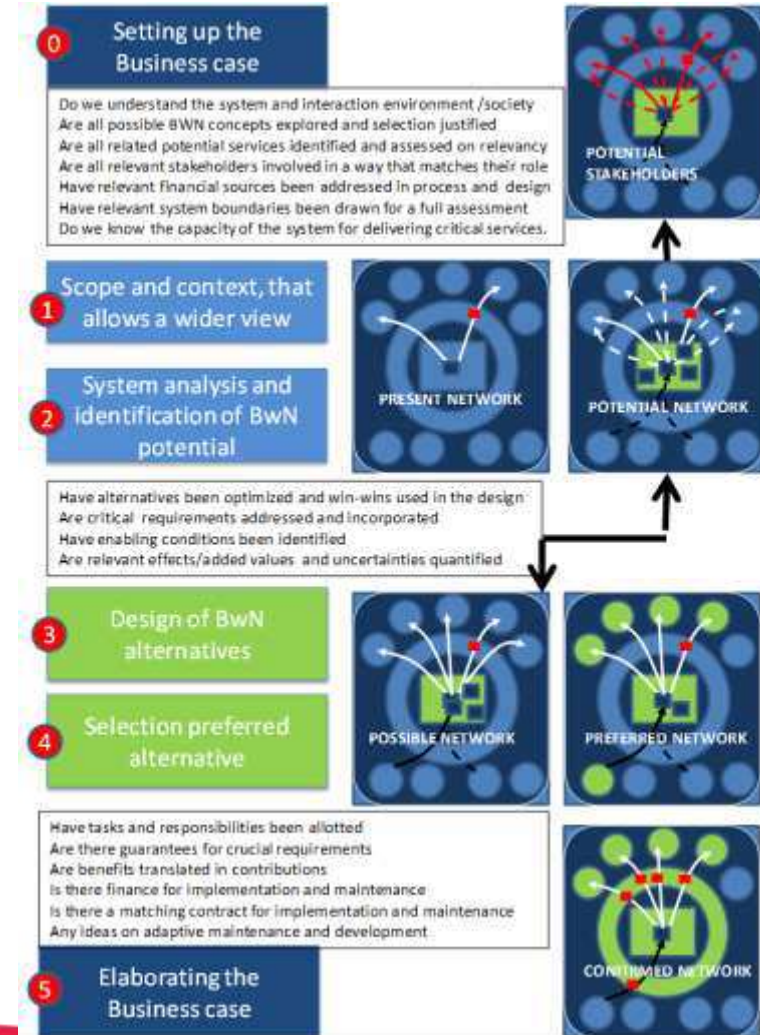 0
Setting up the
Business case
Do we understand the system and interaction environment /society
Are all possible BWN concepts explored and selection justified
Are all related potential services identified and assessed on relevancy
Are all relevant stakeholders involved in a way that matches their role
Have relevant financial sources been addressed in process and design
Have relevant system boundaries been drawn for a full assessment
Do we know the capacity of the system for delivering critical services.
POTENTIAL
STAKEHOLDERS
1
Scope and context, that
allows a wider view
2
System analysis and
identification of BwN
potential
PRESENT NETWORK
POTENTIAL NETWORK
Have alternatives been optimized and win-wins used in the design
Are critical requirements addressed and incorporated
Have enabling conditions been identified
Are relevant effects/added values and uncertainties quantified
3
Design of BwN
alternatives
4
Selection preferred
alternative
POSSIBLE NETWORK
PREFERRED NETWORK
Have tasks and responsibilities been allotted
Are there guarantees for crucial requirements
Are benefits translated in contributions
Is there finance for implementation and maintenance
Is there a matching contract for implementation and maintenance
Any ideas on adaptive maintenance and development
5
Elaborating the
Business case
CONFIRMED NETWORK